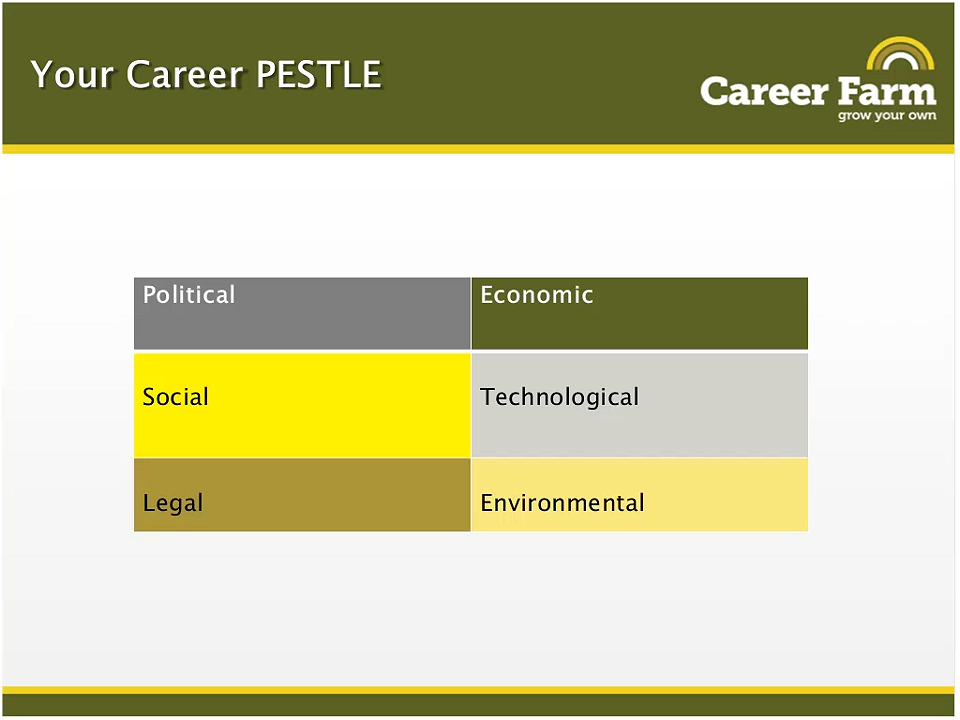 Your Career PESTLE
Career Farm
grow your own
Political
Economic
Social
Technological
Legal
Environmental